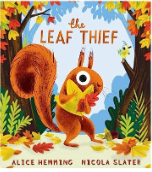 the
LEAF THIEF
ALICE HEMMING NICOLA SLATER